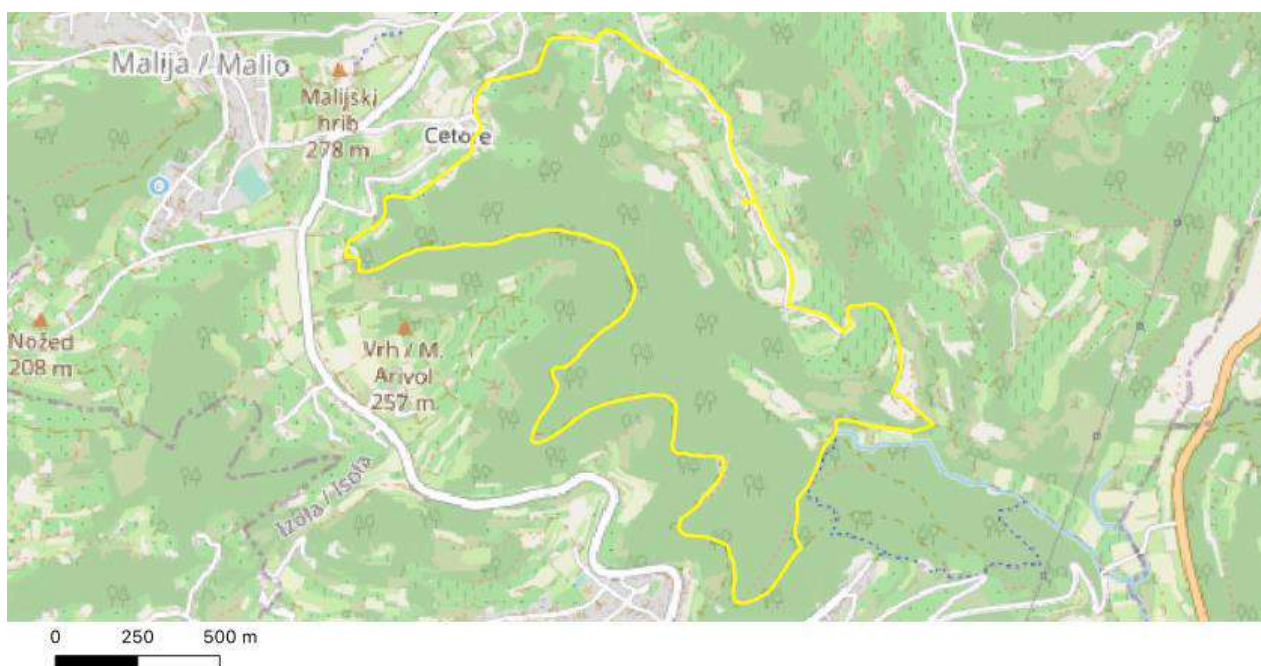 Malija / Malio
Malijski
hrib
278 m
Cetore
Nožed
208 m
Vrh / M.
Arivol
257 m
Izola / Isola
0 250 500 m